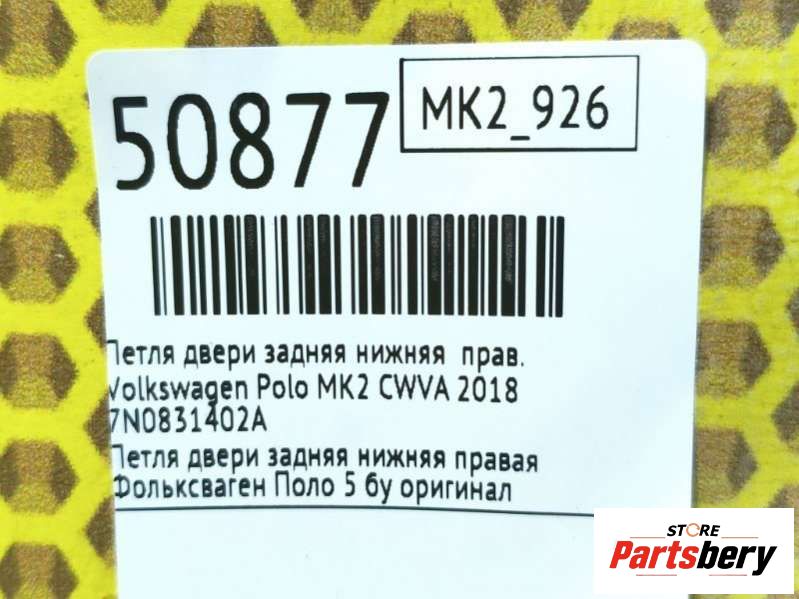 50877
MK2_926
Петля двери задняя нижняя прав.
Volkswagen Polo MK2 CWVA 2018
7N0831402A
Петля двери задняя нижняя правая
Фольксваген Поло 5 бу оригинал
STORE
Partsbery